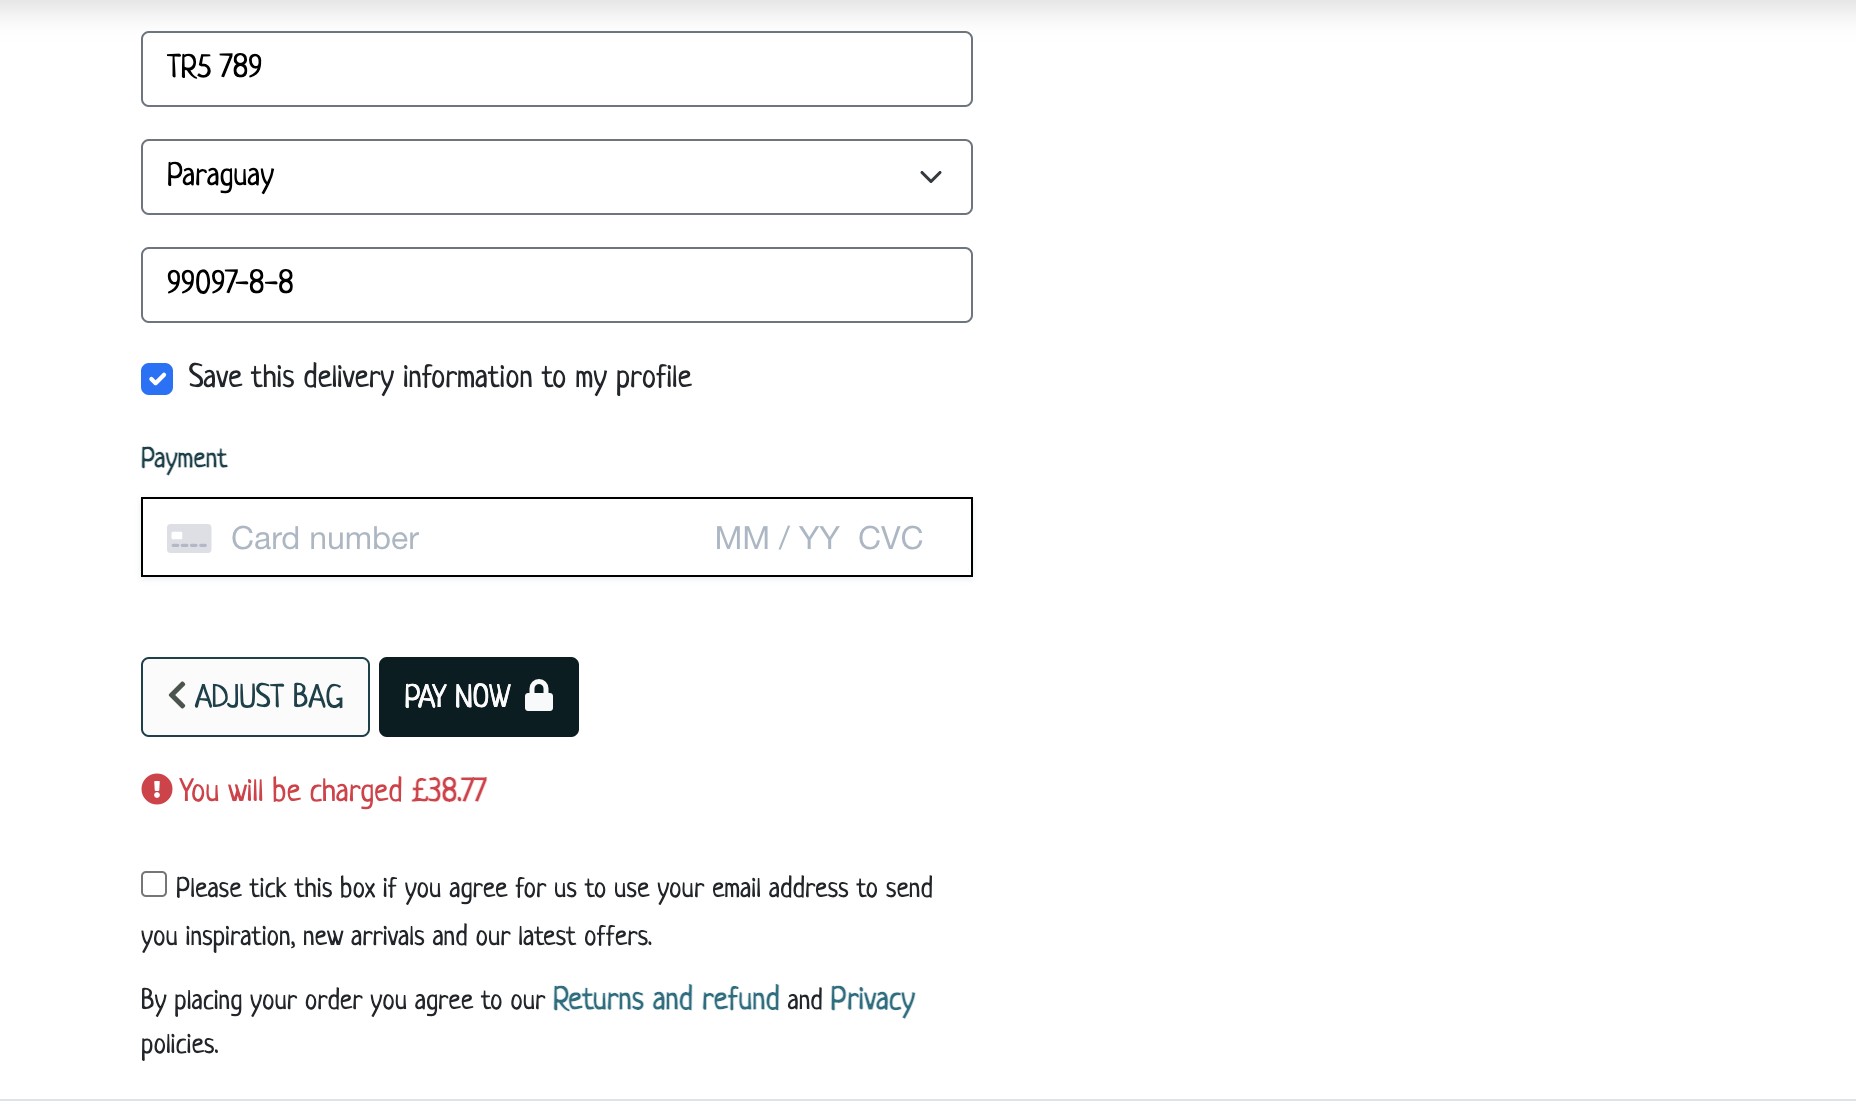 TR5 789
Paraguay
99097-8-8
Save this delivery information to my profile
Payment
Card number MM / YY CVC
ADJUST BAG PAY NOW
You will be charged £38.77
Please tick this box if you agree for us to use your email address to send
you inspiration, new arrivals and our latest offers.
By placing your order you agree to our Returns and refund and Privacy
policies.